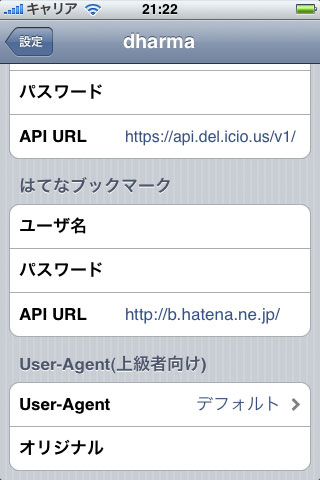 キャリア 21:22
設定 dharma
パスワード
API URL https://api.del.icio.us/v1/
はてなブックマーク
ユーザ名
パスワード
API URL http://b.hatena.ne.jp/
User-Agent(上級者向け)
User-Agent デフォルト
オリジナル